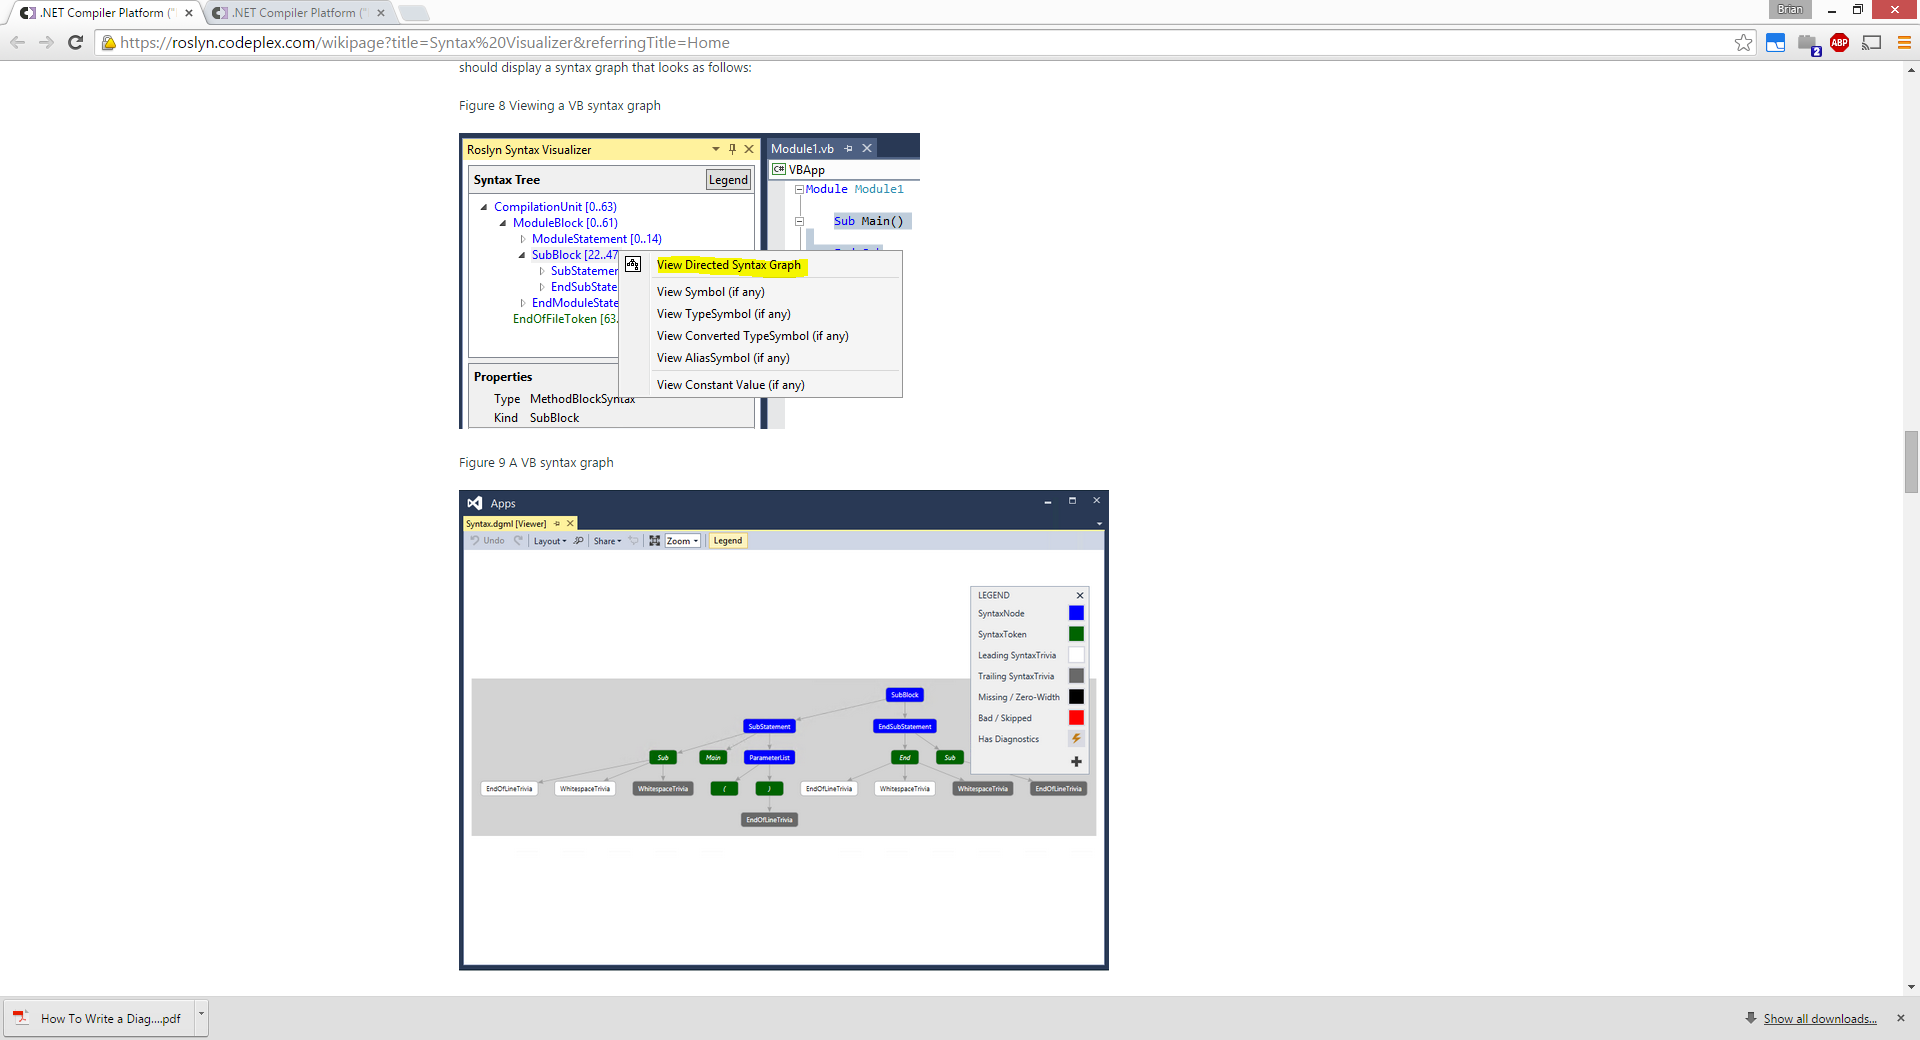 .NET Compiler Platform ("
.NET Compiler Platform ("
Brian
https://roslyn.codeplex.com/wikipage?title=Syntax%20Visualizer&referringTitle=Home
2
ABP
should display a syntax graph that looks as follows:
Figure 8 Viewing a VB syntax graph
Roslyn Syntax Visualizer
Syntax Tree
Legend
CompilationUnit [0..63)
ModuleBlock [0..61)
ModuleStatement [0..14)
SubBlock [22..47
SubStatemer
EndSubState
EndModuleState
EndOfFileToken [63.
Properties
Type MethodBlockSyntax
Kind SubBlock
Module1.vb
C# VBApp
Module Module1
Sub Main()
View Directed Syntax Graph
View Symbol (if any)
View TypeSymbol (if any)
View Converted TypeSymbol (if any)
View AliasSymbol (if any)
View Constant Value (if any)
Figure 9 A VB syntax graph
Apps
Syntax.dgml [Viewer]
Undo Layout Share Zoom Legend
LEGEND
SyntaxNode
SyntaxToken
Leading SyntaxTrivia
Trailing SyntaxTrivia
Missing / Zero-Width
Bad / Skipped
Has Diagnostics
SubBlock
SubStatement EndSubStatement
Sub Main ParameterList End Sub
EndOfLineTrivia WhitespaceTrivia WhitespaceTrivia ( ) EndOfLineTrivia WhitespaceTrivia WhitespaceTrivia EndOfLineTrivia
EndOfLineTrivia
How To Write a Diag....pdf
Show all downloads...